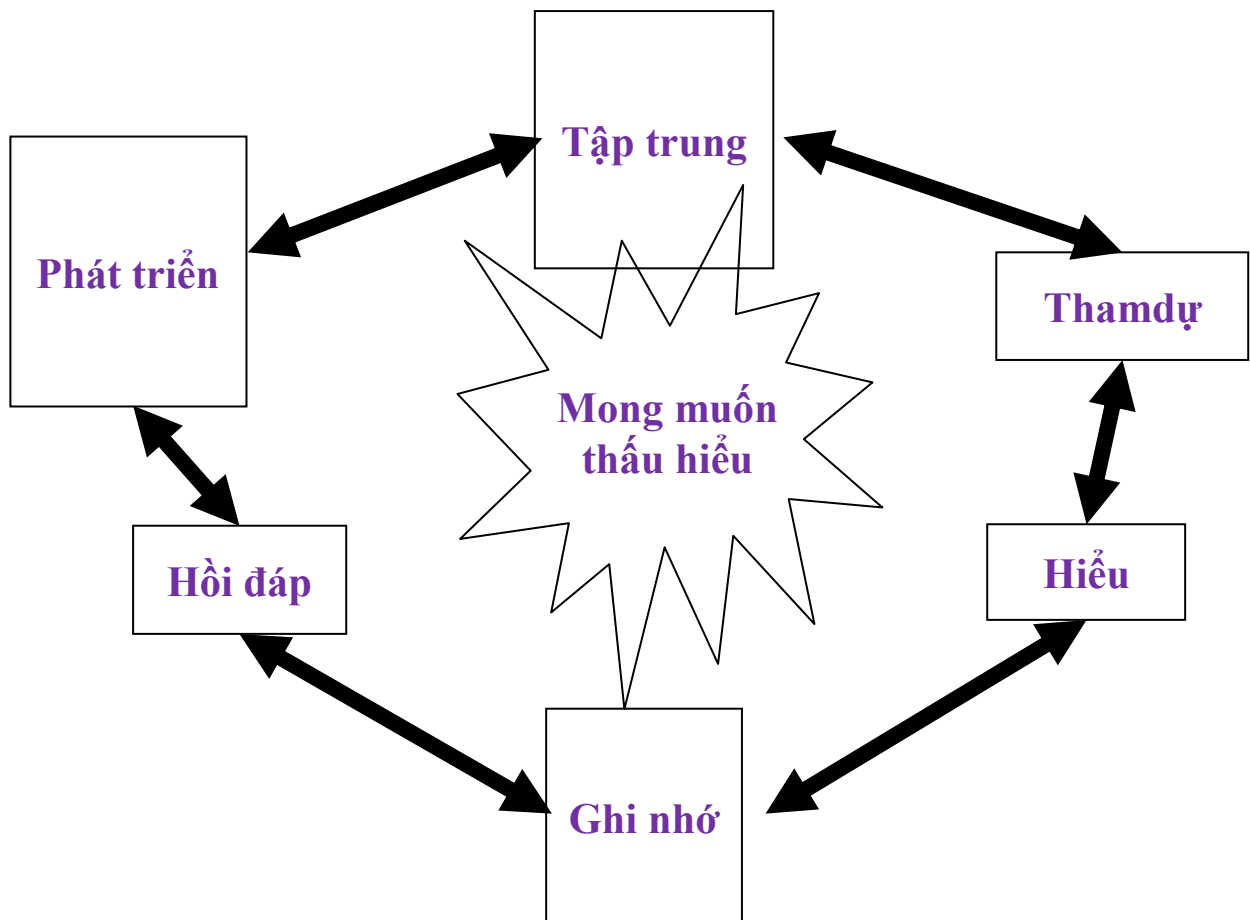 Tập trung
Phát triển
Thamdự
Mong muốn
thấu hiểu
Hồi đáp
Hiểu
Ghi nhớ